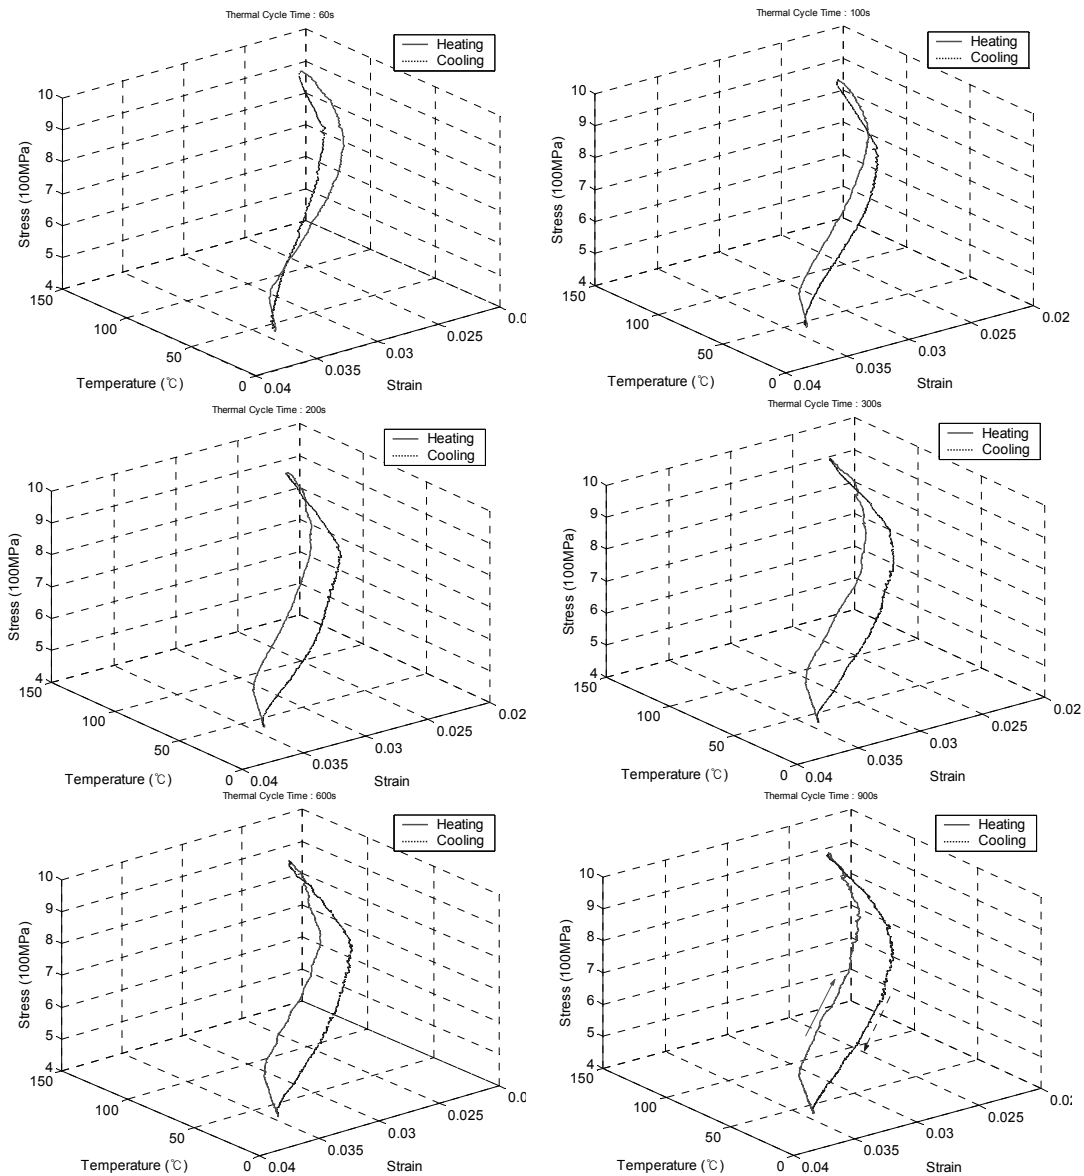 Thermal Cycle Time : 60s
Heating
Cooling
10
9
8
7
6
5
4
Stress (100MPa)
150
100
50
0
Temperature (℃)
0.04
0.035
0.03
0.025
0.0
Strain
Thermal Cycle Time : 100s
Heating
Cooling
10
9
8
7
6
5
4
Stress (100MPa)
150
100
50
0
Temperature (℃)
0.04
0.035
0.03
0.025
0.02
Strain
Thermal Cycle Time : 200s
Heating
Cooling
10
9
8
7
6
5
4
Stress (100MPa)
150
100
50
0
Temperature (℃)
0.04
0.035
0.03
0.025
0.02
Strain
Thermal Cycle Time : 300s
Heating
Cooling
10
9
8
7
6
5
4
Stress (100MPa)
150
100
50
0
Temperature (℃)
0.04
0.035
0.03
0.025
0.02
Strain
Thermal Cycle Time : 600s
Heating
Cooling
10
9
8
7
6
5
4
Stress (100MPa)
150
100
50
0
Temperature (℃)
0.04
0.035
0.03
0.025
0.0
Strain
Thermal Cycle Time : 900s
Heating
Cooling
10
9
8
7
6
5
4
Stress (100MPa)
150
100
50
0
Temperature (℃)
0.04
0.035
0.03
0.025
0.02
Strain